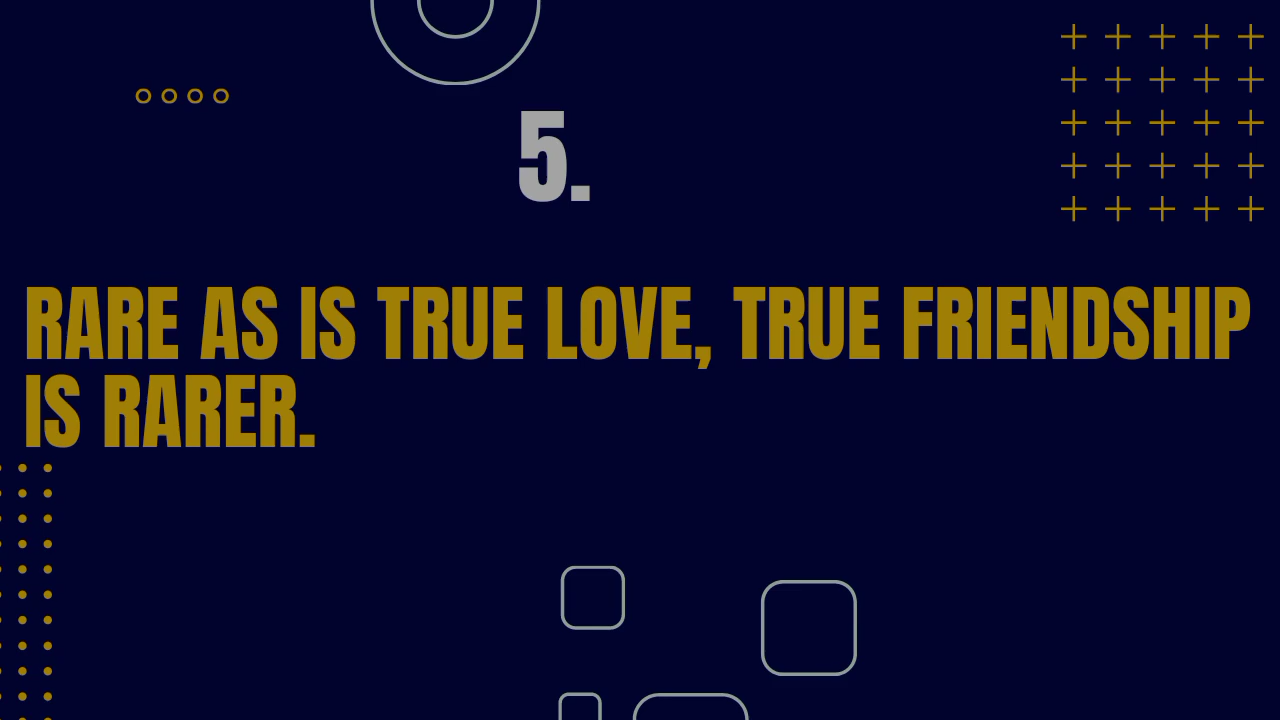 5.
RARE AS IS TRUE LOVE, TRUE FRIENDSHIP
IS RARER.